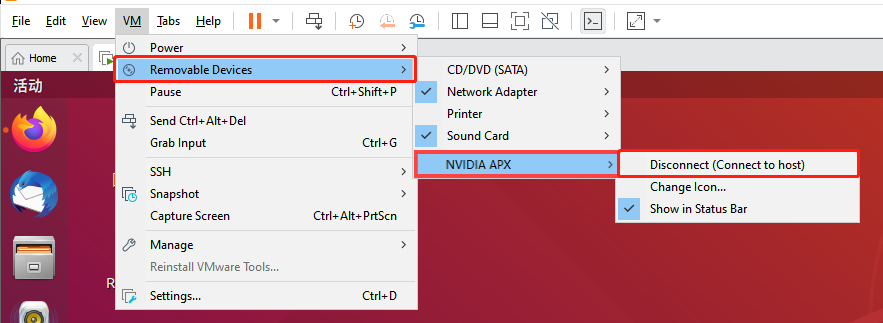 File Edit View VM Tabs Help
Home
Power
Removable Devices
Pause Ctrl+Shift+P
Send Ctrl+Alt+Del
Grab Input Ctrl+G
SSH
Snapshot
Capture Screen Ctrl+Alt+PrtScn
Manage
Reinstall VMware Tools...
Settings... Ctrl+D
CD/DVD (SATA)
Network Adapter
Printer
Sound Card
NVIDIA APX
Disconnect (Connect to host)
Change Icon...
Show in Status Bar
活动
R